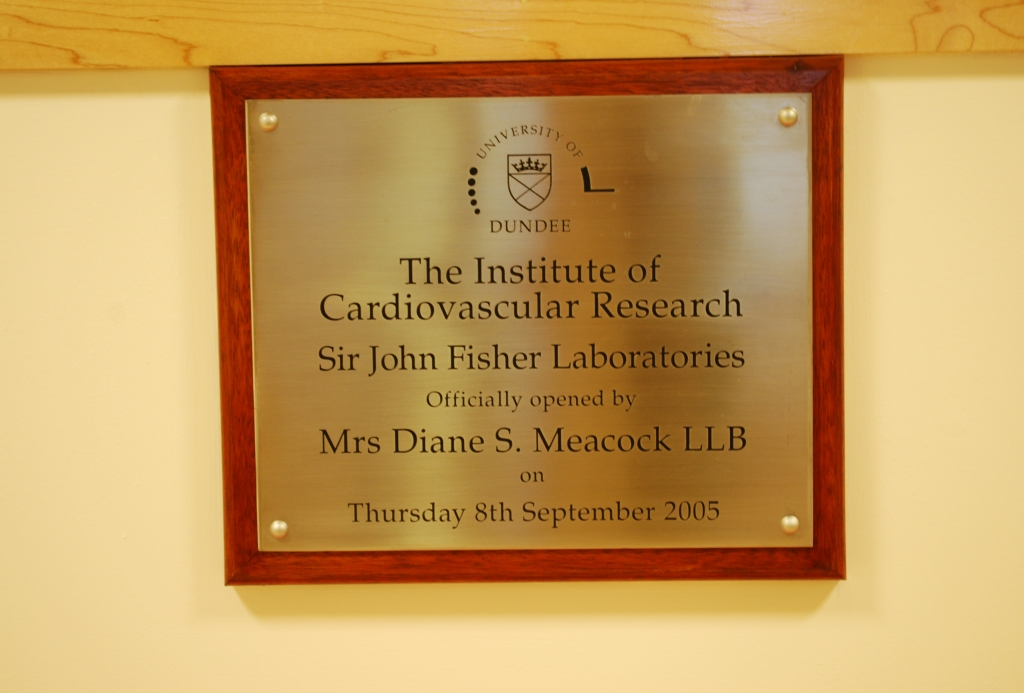 UNIVERSITY OF
DUNDEE
The Institute of
Cardiovascular Research
Sir John Fisher Laboratories
Officially opened by
Mrs Diane S. Meacock LLB
on
Thursday 8th September 2005